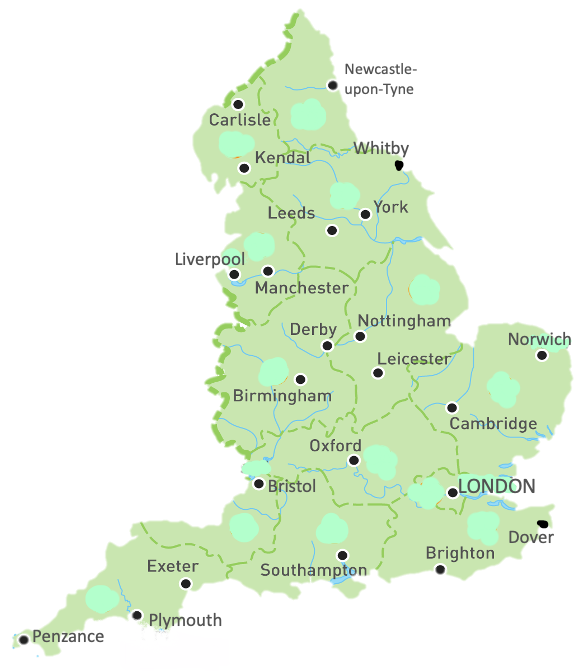 Newcastle-
upon-Tyne
Carlisle
Whitby
Kendal
Leeds
York
Liverpool
Manchester
Nottingham
Derby
Norwich
Leicester
Birmingham
Cambridge
Oxford
Bristol
LONDON
Dover
Brighton
Exeter
Southampton
Plymouth
Penzance